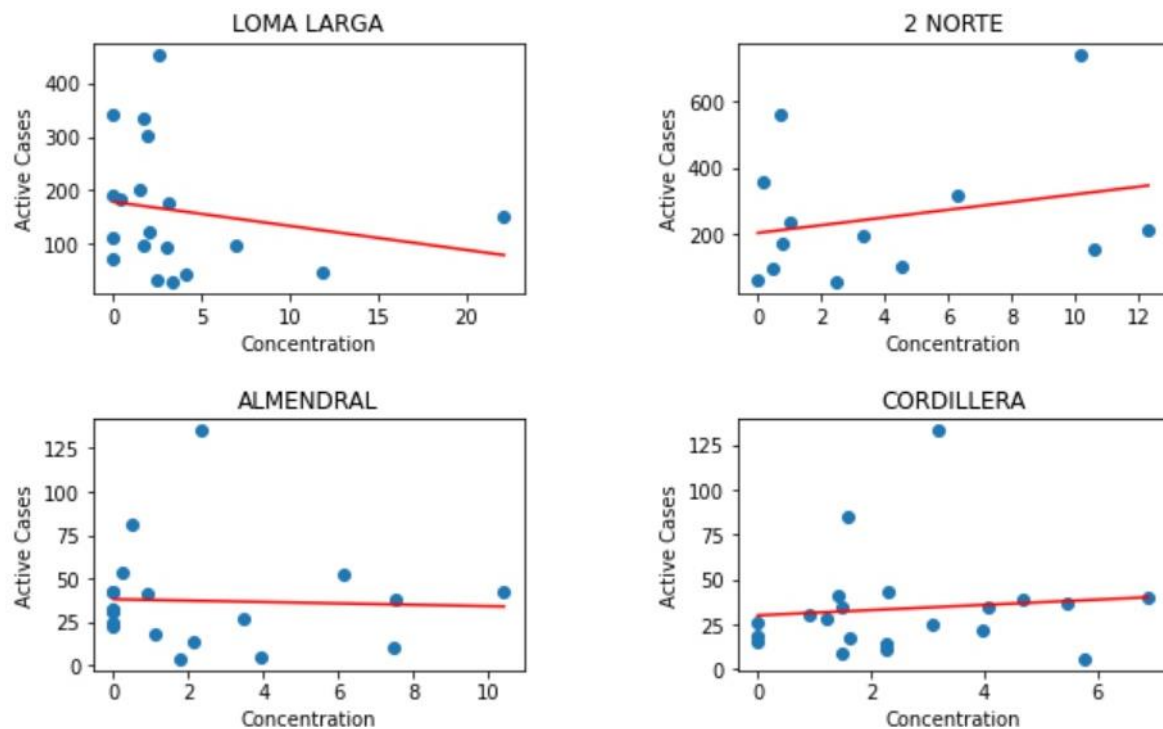 LOMA LARGA
Active Cases
400
300
200
100
0 5 10 15 20
Concentration
2 NORTE
Active Cases
600
400
200
0 2 4 6 8 10 12
Concentration
ALMENDRAL
Active Cases
125
100
75
50
25
0
0 2 4 6 8 10
Concentration
CORDILLERA
Active Cases
125
100
75
50
25
0
0 2 4 6
Concentration